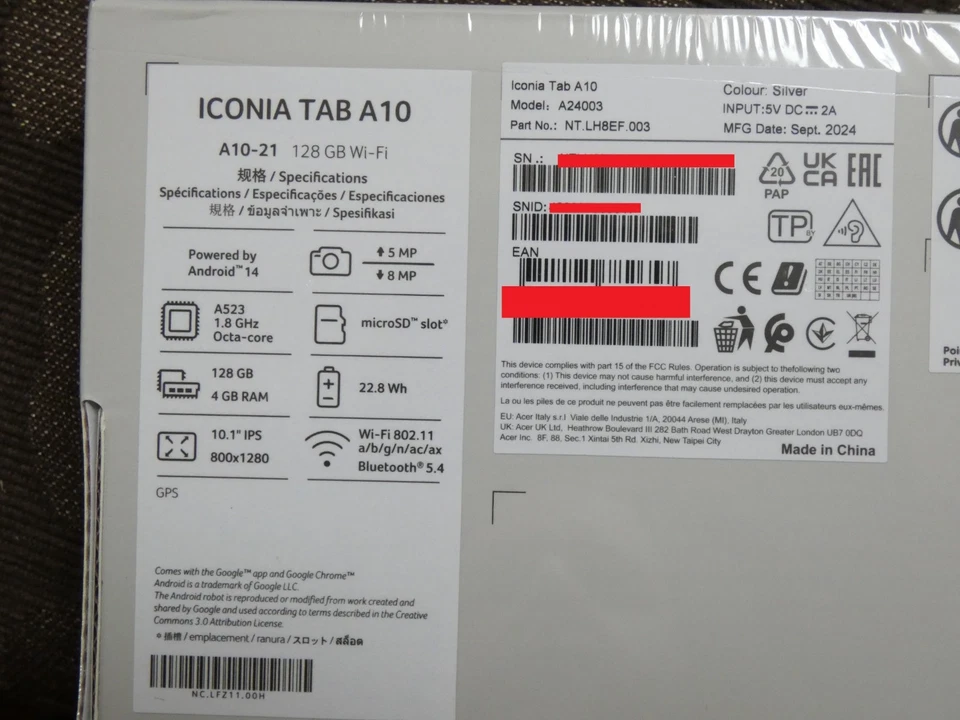 ICONIA TAB A10
A10-21 128 GB Wi-Fi
规格 / Specifications
Spécifications / Especificações / Especificaciones
規格 / ข้อมูลจำเพาะ / Spesifikasi
Powered by
Android™ 14
5 MP
8 MP
A523
1.8 GHz
Octa-core
microSD™ slot*
128 GB
4 GB RAM
22.8 Wh
10.1" IPS
800x1280
Wi-Fi 802.11
a/b/g/n/ac/ax
Bluetooth® 5.4
GPS
Comes with the Google™ app and Google Chrome™
Android is a trademark of Google LLC.
The Android robot is reproduced or modified from work created and
shared by Google and used according to terms described in the Creative
Commons 3.0 Attribution License.
* 插槽 / emplacement / ranura / スロット / สล็อต
NC.LFZ11.00H
Iconia Tab A10
Model: A24003
Part No.: NT.LH8EF.003
Colour: Silver
INPUT:5V DC⎓2A
MFG Date: Sept. 2024
SN .:
SNID:
EAN
20
PAP
UK
CA
EAC
TP
CE
This device complies with part 15 of the FCC Rules. Operation is subject to thefollowing two
conditions: (1) This device may not cause harmful interference, and (2) this device must accept any
interference received, including interference that may cause undesired operation.
La ou les piles de ce produit ne peuvent pas être facilement remplacées par les utilisateurs eux-mêmes.
EU: Acer Italy s.r.l Viale delle Industrie 1/A, 20044 Arese (MI), Italy
UK: Acer UK Ltd, Heathrow Boulevard III 282 Bath Road West Drayton Greater London UB7 0DQ
Acer Inc. 8F. 88, Sec.1 Xintai 5th Rd. Xizhi, New Taipei City
Made in China